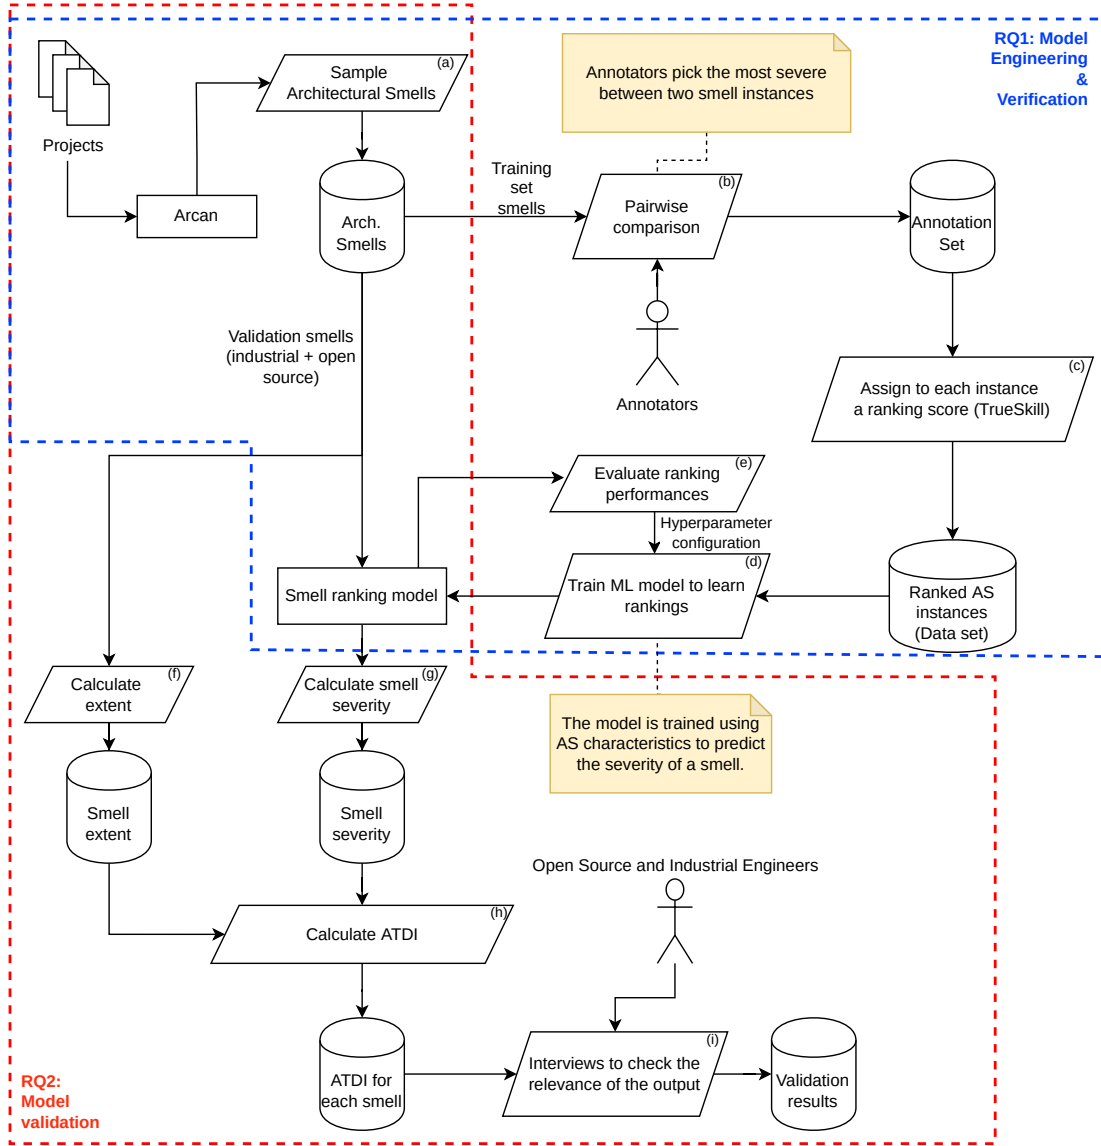 RQ1: Model
Engineering
&
Verification
(a)
Sample
Architectural Smells
Annotators pick the most severe
between two smell instances
Projects
Arcan
Arch.
Smells
Training
set
smells
(b)
Pairwise
comparison
Annotation
Set
Annotators
Validation smells
(industrial + open
source)
(c)
Assign to each instance
a ranking score (TrueSkill)
(e)
Evaluate ranking
performances
Hyperparameter
configuration
(d)
Train ML model to learn
rankings
Smell ranking model
Ranked AS
instances
(Data set)
(f)
Calculate
extent
(g)
Calculate smell
severity
The model is trained using
AS characteristics to predict
the severity of a smell.
Smell
extent
Smell
severity
Open Source and Industrial Engineers
(h)
Calculate ATDI
(i)
Interviews to check the
relevance of the output
ATDI for
each smell
Validation
results
RQ2:
Model
validation